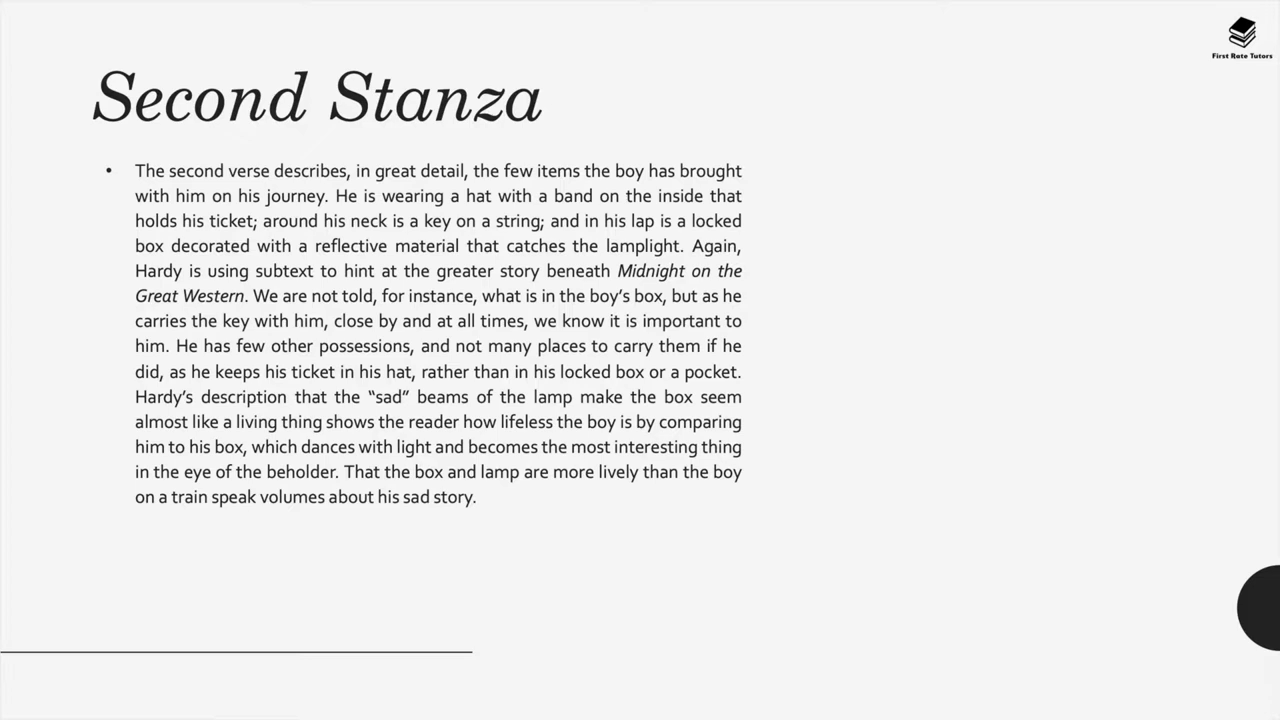 First Rate Tutors
Second Stanza
• The second verse describes, in great detail, the few items the boy has brought
with him on his journey. He is wearing a hat with a band on the inside that
holds his ticket; around his neck is a key on a string; and in his lap is a locked
box decorated with a reflective material that catches the lamplight. Again,
Hardy is using subtext to hint at the greater story beneath Midnight on the
Great Western. We are not told, for instance, what is in the boy's box, but as he
carries the key with him, close by and at all times, we know it is important to
him. He has few other possessions, and not many places to carry them if he
did, as he keeps his ticket in his hat, rather than in his locked box or a pocket.
Hardy's description that the “sad” beams of the lamp make the box seem
almost like a living thing shows the reader how lifeless the boy is by comparing
him to his box, which dances with light and becomes the most interesting thing
in the eye of the beholder. That the box and lamp are more lively than the boy
on a train speak volumes about his sad story.